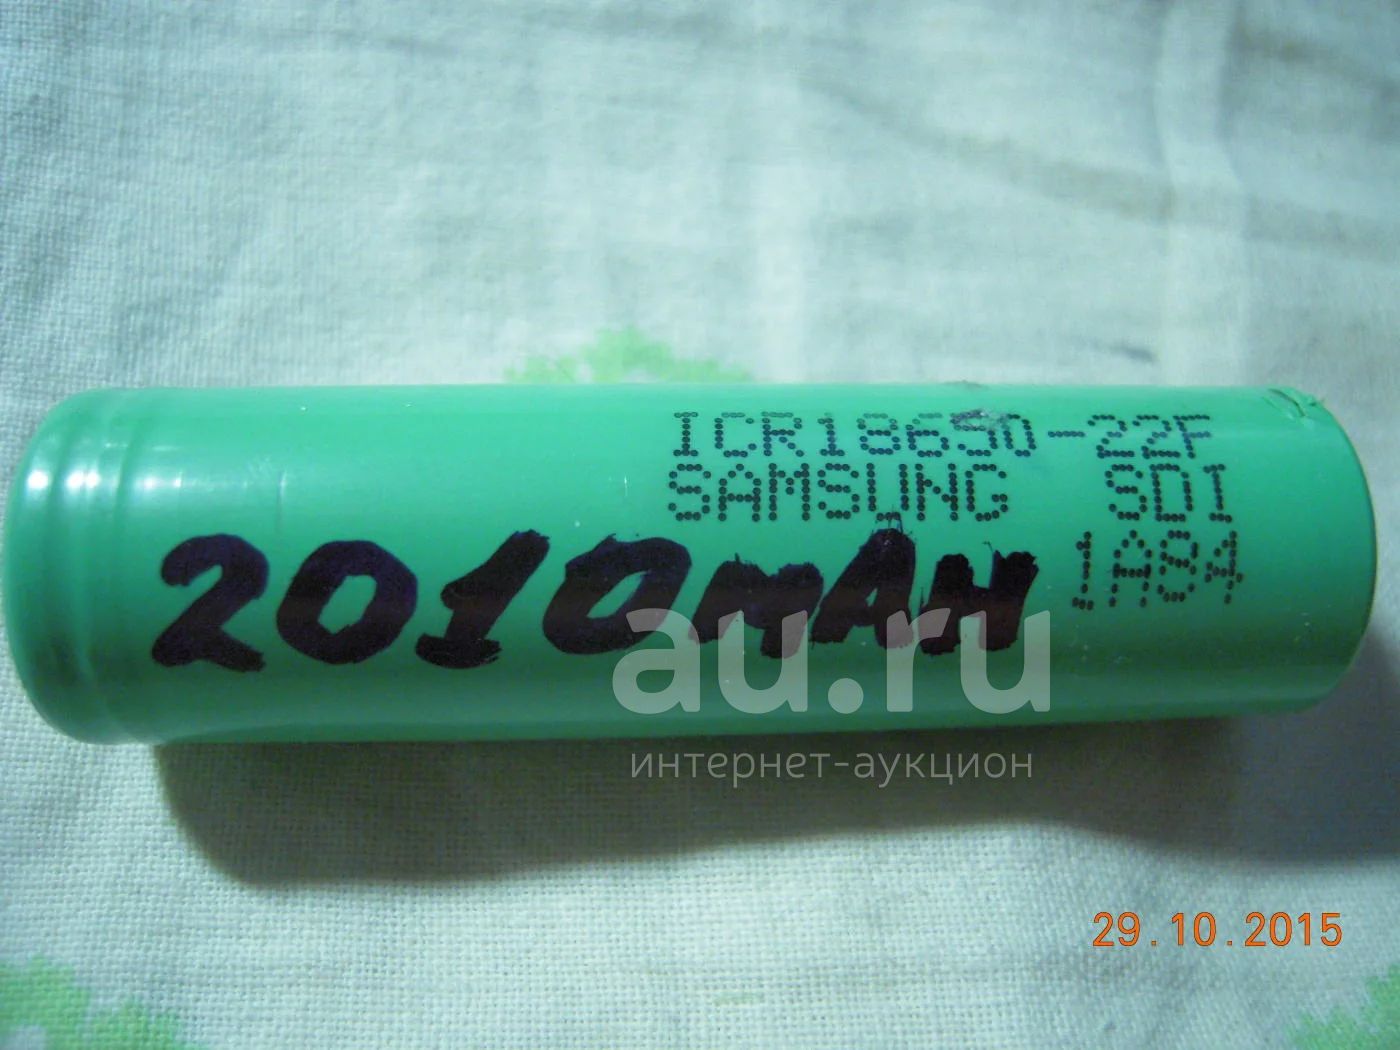 ICR18650-22F
SAMSUNG SDI
1A84
2010mAH
au.ru
интернет-аукцион
29.10.2015